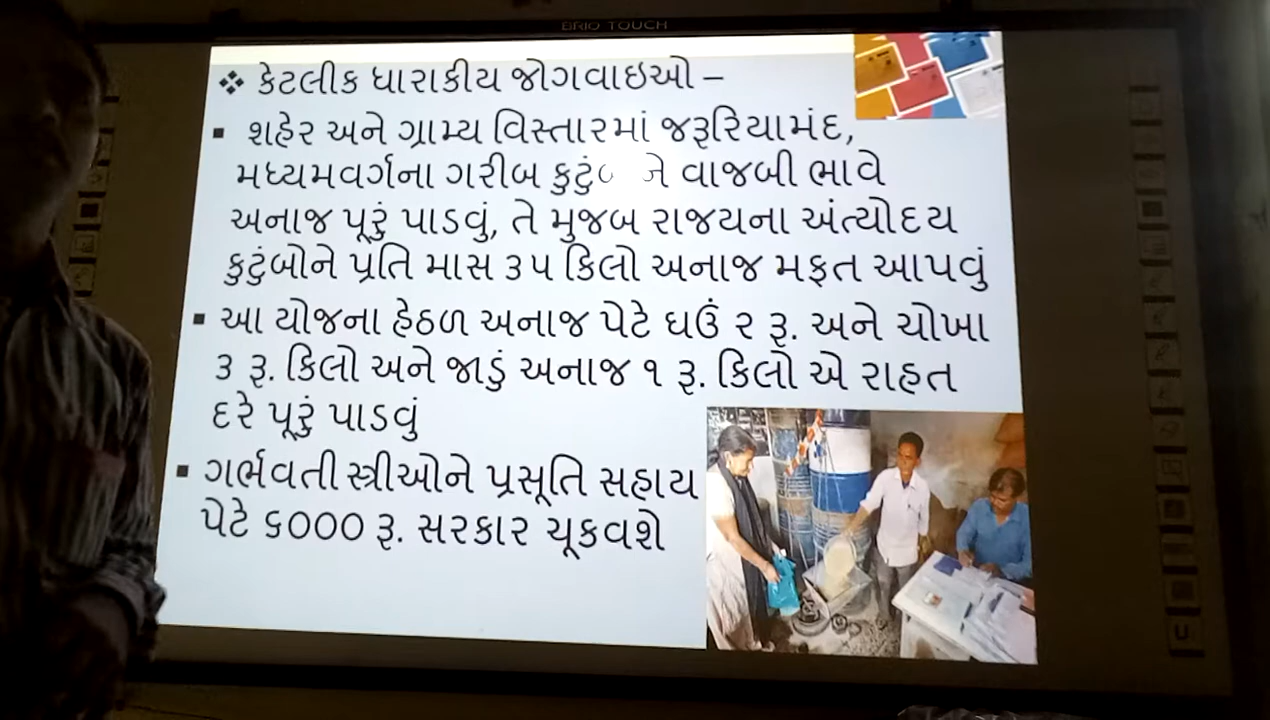 BRIO TOUCH
❖ કેટલીક ધારાકીય જોગવાઇઓ –
▪ શહેર અને ગ્રામ્ય વિસ્તારમાં જરૂરિયામંદ,
મધ્યમવર્ગના ગરીબ વાજબી ભાવે
અનાજ પૂરું પાડવું, તે મુજબ રાજયના અંત્યોદય
કુટુંબોને પ્રતિ માસ ૩૫ કિલો અનાજ મફત આપવું
▪ આ યોજના હેઠળ અનાજ પેટે ઘઉં ૨ રૂ. અને ચોખા
૩ રૂ. કિલો અને જાડું અનાજ ૧ રૂ. કિલો એ રાહત
દરે પૂરું પાડવું
▪ ગર્ભવતી સ્ત્રીઓને પ્રસૂતિ સહાય
પેટે ૬૦૦૦ રૂ. સરકાર ચૂકવશે